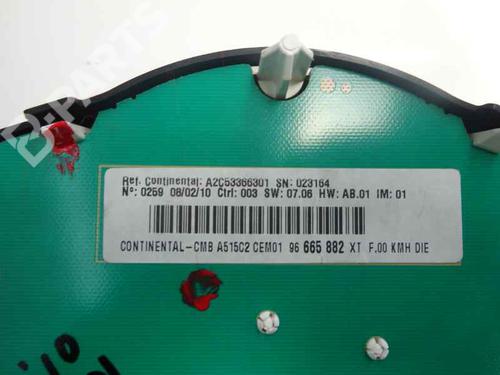 B-PARTS
Ref. Continental: A2C53366301 SN: 023164
Nº: 0259 08/02/10 Ctrl: 003 SW: 07.06 HW: AB.01 IM: 01
CONTINENTAL-CMB A515C2 CEM01 96 665 882 XT F.00 KMH DIE